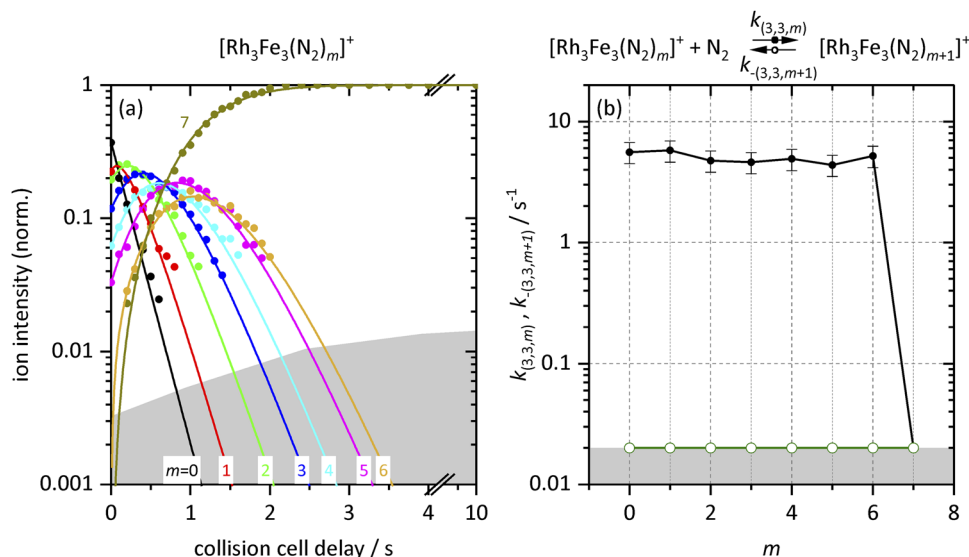 [Rh₃Fe₃(N₂)ₘ]⁺
k₍₃,₃,ₘ₎
[Rh₃Fe₃(N₂)ₘ]⁺ + N₂ [Rh₃Fe₃(N₂)ₘ₊₁]⁺
k₋₍₃,₃,ₘ₊₁₎
(a)
7
ion intensity (norm.)
1
0.1
0.01
0.001
m=0 1 2 3 4 5 6
0 1 2 3 4 10
collision cell delay / s
(b)
k₍₃,₃,ₘ₎ , k₋₍₃,₃,ₘ₊₁₎ / s⁻¹
10
1
0.1
0.01
0 2 4 6 8
m